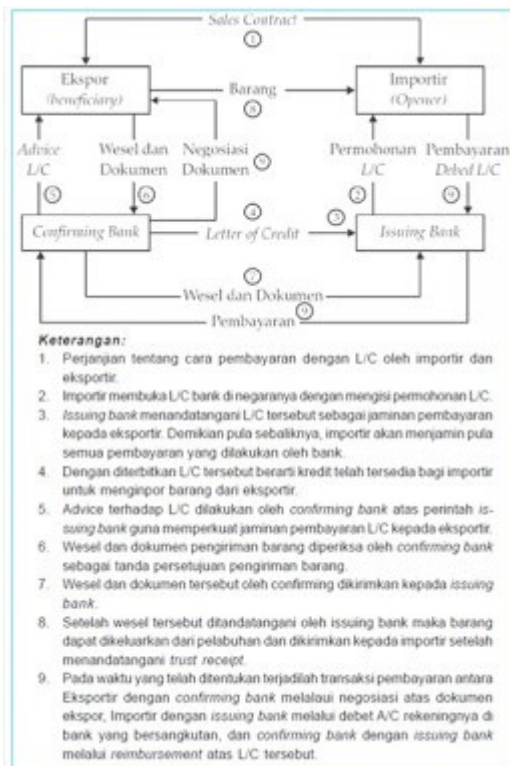 Sales Contract
1
Ekspor
(beneficiary)
Barang
8
Importir
(Opener)
Advice
L/C
5
Wesel dan
Dokumen
6
Negosiasi
Dokumen 9
Permohonan
L/C
2
Pembayaran
Debed L/C
9
Confirming Bank
4
Letter of Credit
3
Issuing Bank
7
Wesel dan Dokumen
9
Pembayaran
Keterangan:
1. Perjanjian tentang cara pembayaran dengan L/C oleh importir dan
eksportir.
2. Importir membuka L/C bank di negaranya dengan mengisi permohonan L/C.
3. Issuing bank menandatangani L/C tersebut sebagai jaminan pembayaran
kepada eksportir. Demikian pula sebaliknya, importir akan menjamin pula
semua pembayaran yang dilakukan oleh bank.
4. Dengan diterbitkan L/C tersebut berarti kredit telah tersedia bagi importir
untuk menginpor barang dari eksportir.
5. Advice terhadap L/C dilakukan oleh confirming bank atas perintah is-
suing bank guna memperkuat jaminan pembayaran L/C kepada eksportir.
6. Wesel dan dokumen pengiriman barang diperiksa oleh confirming bank
sebagai tanda persetujuan pengiriman barang.
7. Wesel dan dokumen tersebut oleh confirming dikirimkan kepada issuing
bank.
8. Setelah wesel tersebut ditandatangani oleh issuing bank maka barang
dapat dikeluarkan dari pelabuhan dan dikirimkan kepada importir setelah
menandatangani trust receipt.
9. Pada waktu yang telah ditentukan terjadilah transaksi pembayaran antara
Eksportir dengan confirming bank melalaui negosiasi atas dokumen
ekspor, Importir dengan issuing bank melalui debet A/C rekeningnya di
bank yang bersangkutan, dan confirming bank dengan issuing bank
melalui reimbursement atas L/C tersebut.